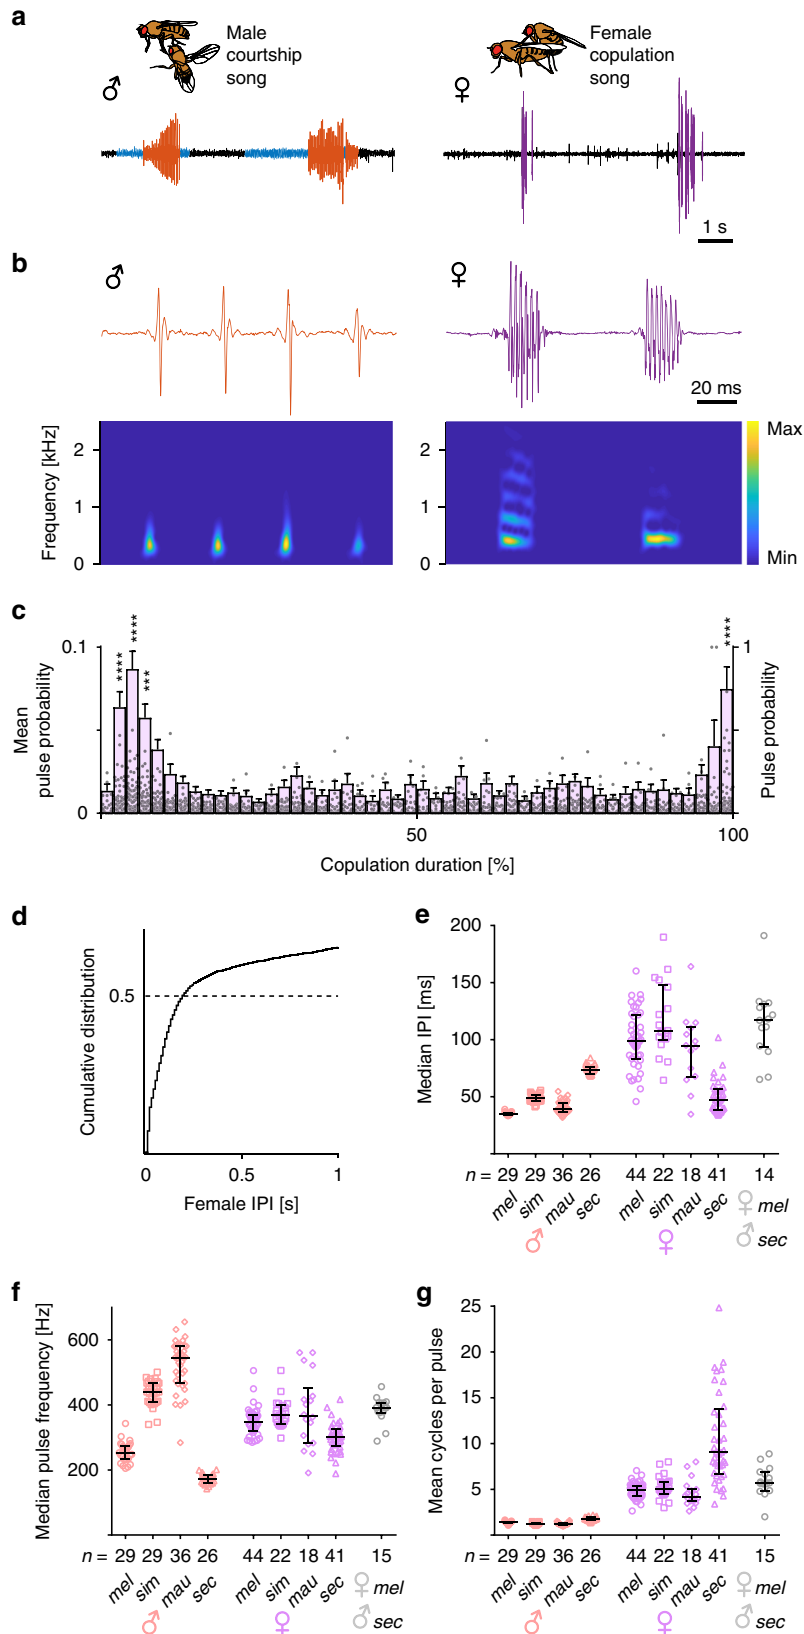 a
Male
courtship
song
♂
Female
copulation
song
♀
1 s
b
♂
♀
20 ms
Frequency [kHz]
2
1
0
2
1
0
Max
Min
c
Mean
pulse probability
0.1
0
****
****
***
****
1
0
Pulse probability
50
100
Copulation duration [%]
d
Cumulative distribution
0.5
0
0.5
1
Female IPI [s]
e
Median IPI [ms]
200
150
100
50
n = 29 29 36 26 44 22 18 41 14
mel sim mau sec mel sim mau sec ♀ mel
♂ ♀ ♂ sec
f
Median pulse frequency [Hz]
600
400
200
n = 29 29 36 26 44 22 18 41 15
mel sim mau sec mel sim mau sec ♀ mel
♂ ♀ ♂ sec
g
Mean cycles per pulse
25
20
15
10
5
n = 29 29 36 26 44 22 18 41 15
mel sim mau sec mel sim mau sec ♀ mel
♂ ♀ ♂ sec